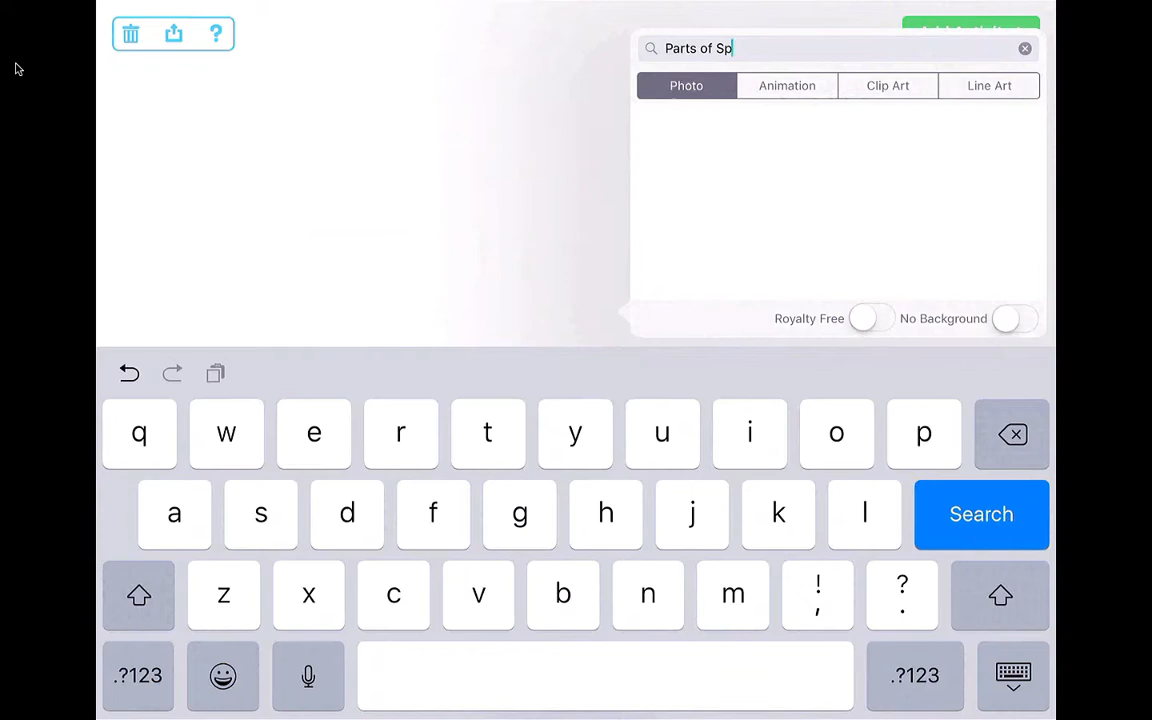 ?
Parts of Sp
Photo Animation Clip Art Line Art
Royalty Free No Background
q w e r t y u i o p
a s d f g h j k l Search
z x c v b n m ! , ? .
.?123 .?123